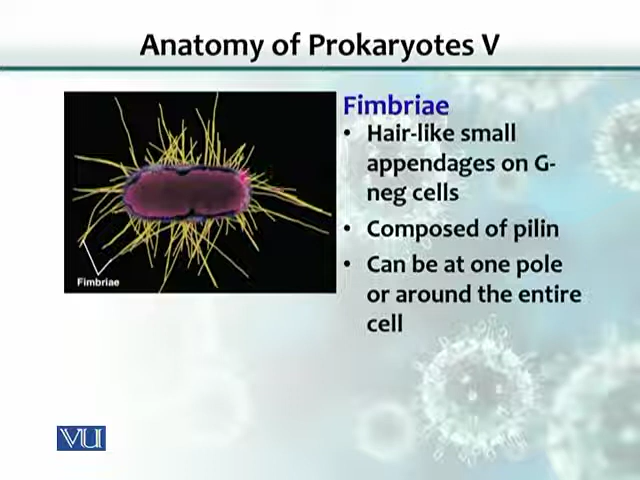 Anatomy of Prokaryotes V
Fimbriae
• Hair-like small
appendages on G-
neg cells
• Composed of pilin
• Can be at one pole
or around the entire
cell
Fimbriae
VU